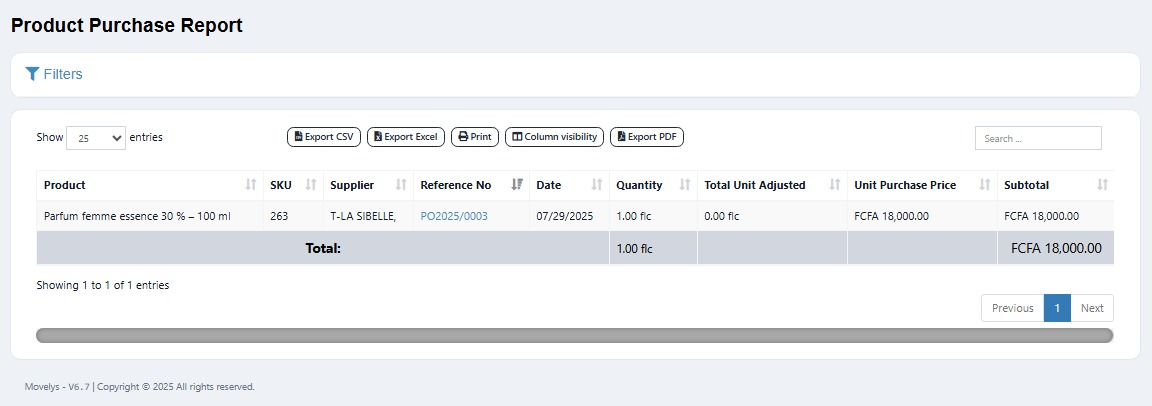 Product Purchase Report
Filters
Show 25 entries Export CSV Export Excel Print Column visibility Export PDF Search ...
Product SKU Supplier Reference No Date Quantity Total Unit Adjusted Unit Purchase Price Subtotal
Parfum femme essence 30 % – 100 ml 263 T-LA SIBELLE, PO2025/0003 07/29/2025 1.00 flc 0.00 flc FCFA 18,000.00 FCFA 18,000.00
Total: 1.00 flc FCFA 18,000.00
Showing 1 to 1 of 1 entries
Previous 1 Next
Movelys - V6.7 | Copyright © 2025 All rights reserved.